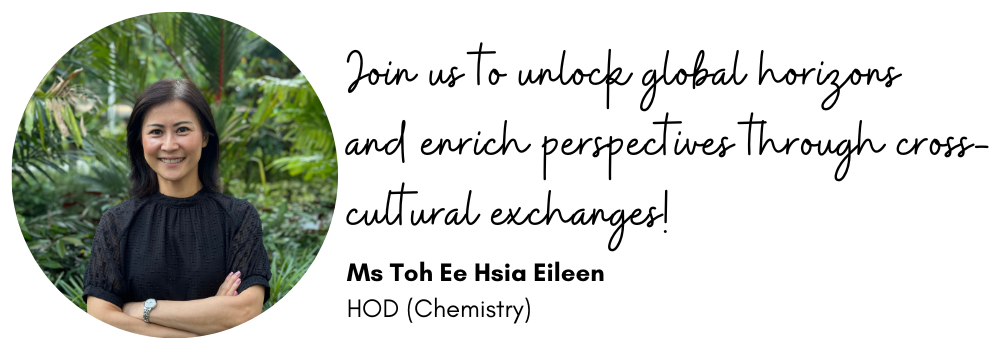 Join us to unlock global horizons
and enrich perspectives through cross-
cultural exchanges!
Ms Toh Ee Hsia Eileen
HOD (Chemistry)